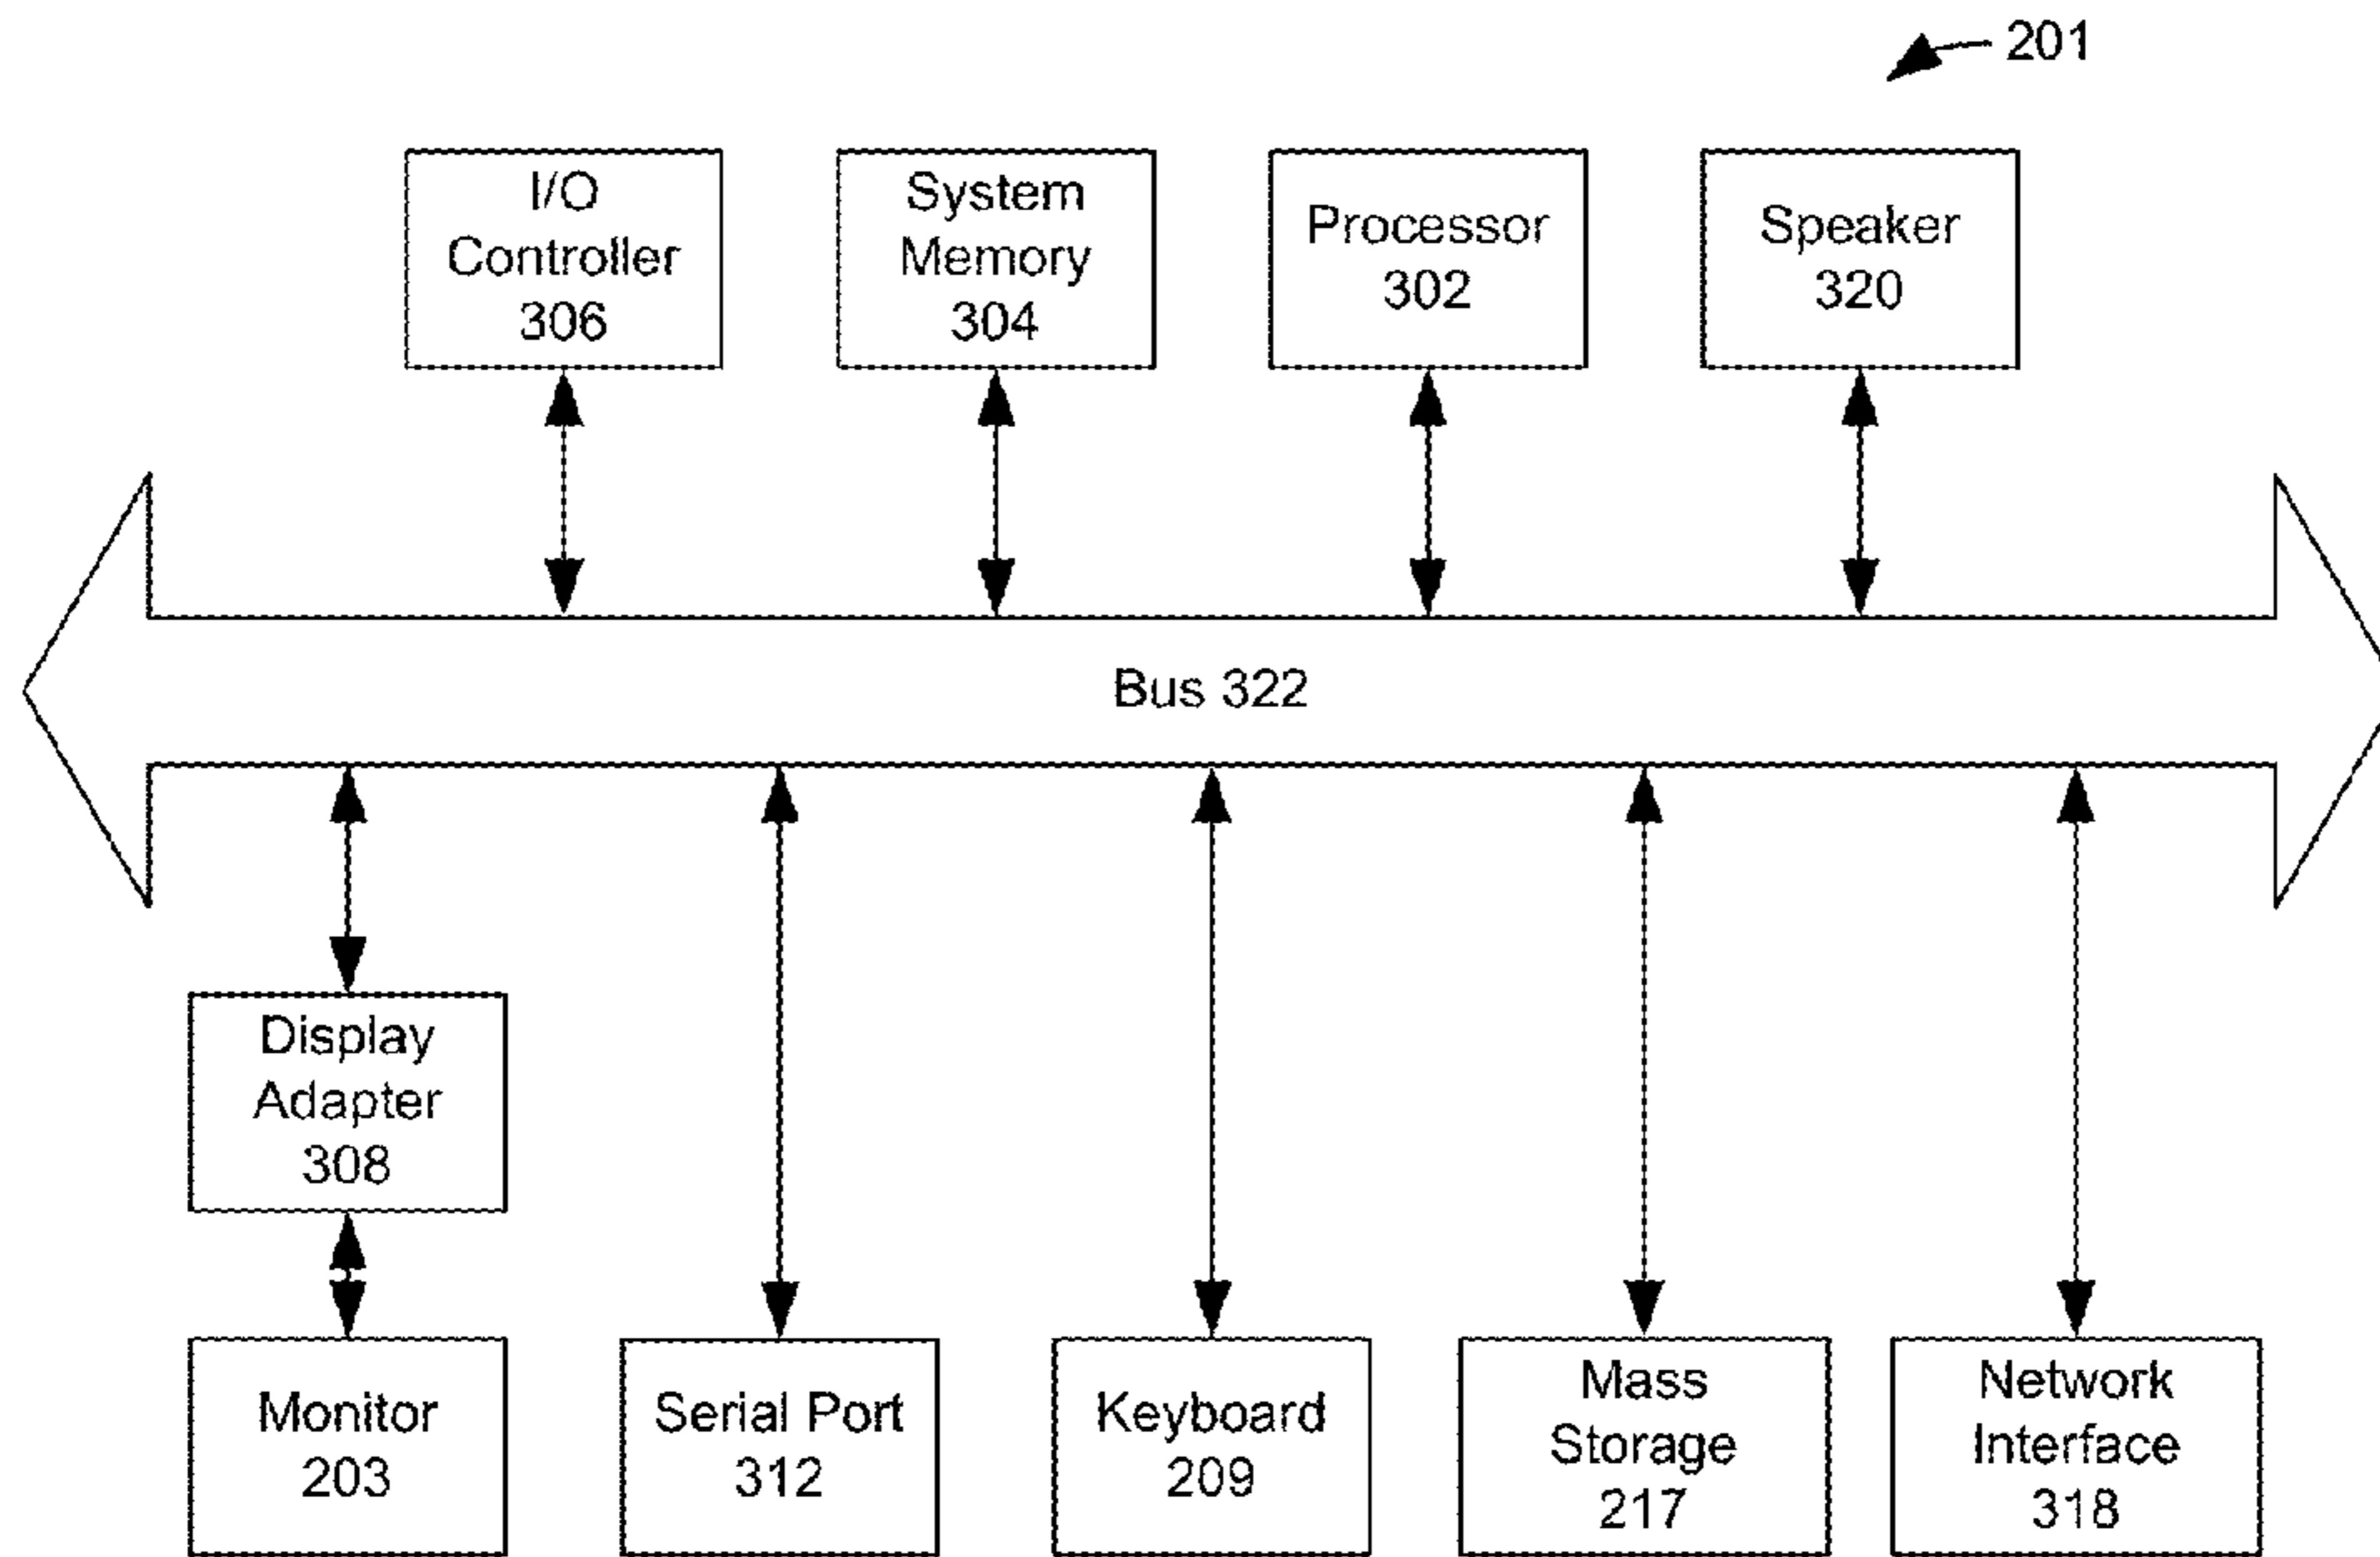 201
I/O
Controller
306
System
Memory
304
Processor
302
Speaker
320
Bus 322
Display
Adapter
308
Monitor
203
Serial Port
312
Keyboard
209
Mass
Storage
217
Network
Interface
318